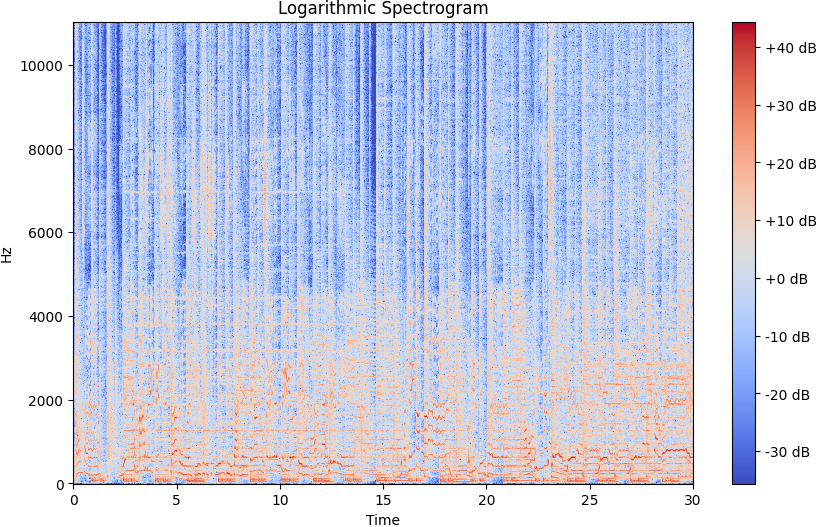 Logarithmic Spectrogram
Hz
10000
8000
6000
4000
2000
0
0 5 10 15 20 25 30
Time
+40 dB
+30 dB
+20 dB
+10 dB
+0 dB
-10 dB
-20 dB
-30 dB